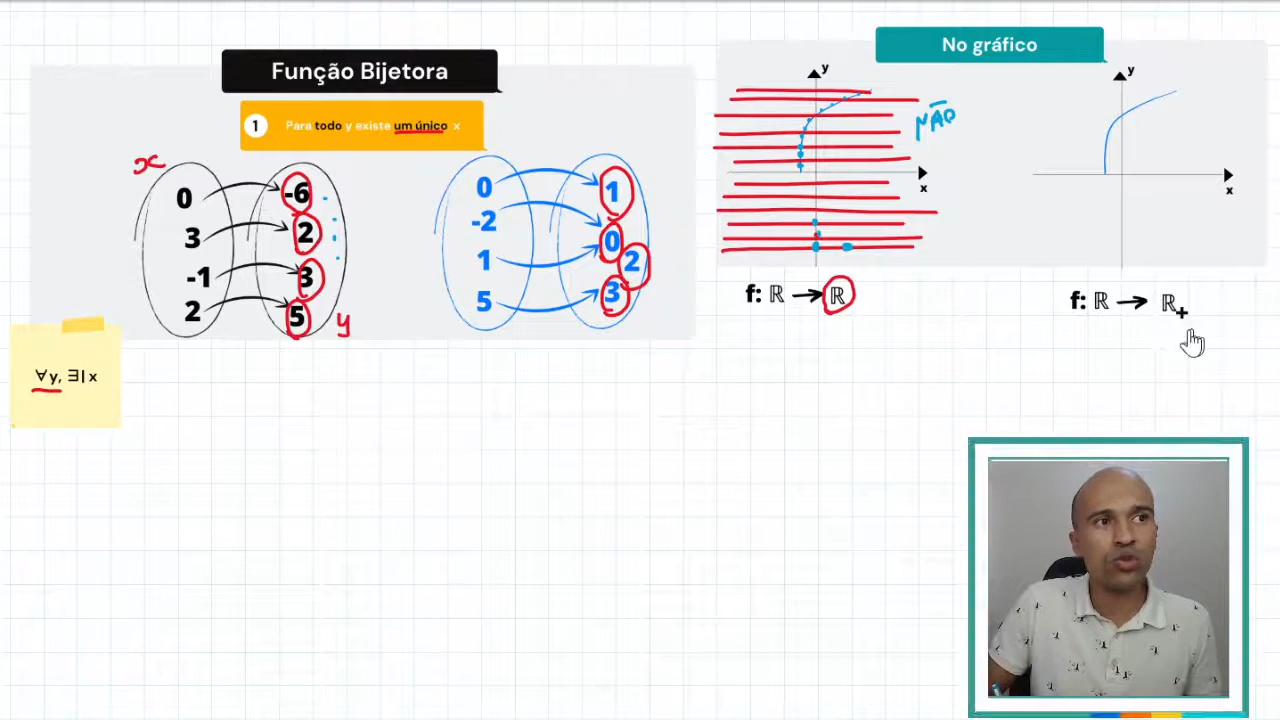 Função Bijetora
1 Para todo y existe um único x
x
0
3
-1
2
-6
2
3
5
y
0
-2
1
5
1
0
2
3
∀y, ∃| x
No gráfico
y
x
NÃO
f: ℝ → ℝ
y
x
f: ℝ → ℝ+